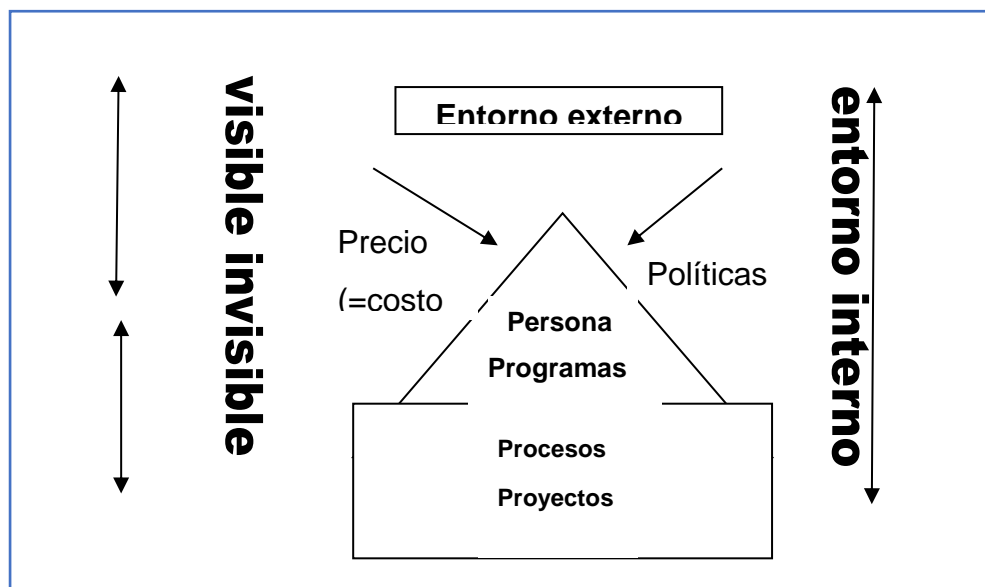 Entorno externo
visible invisible
entorno interno
Precio
(=costo
Políticas
Persona
Programas
Procesos
Proyectos